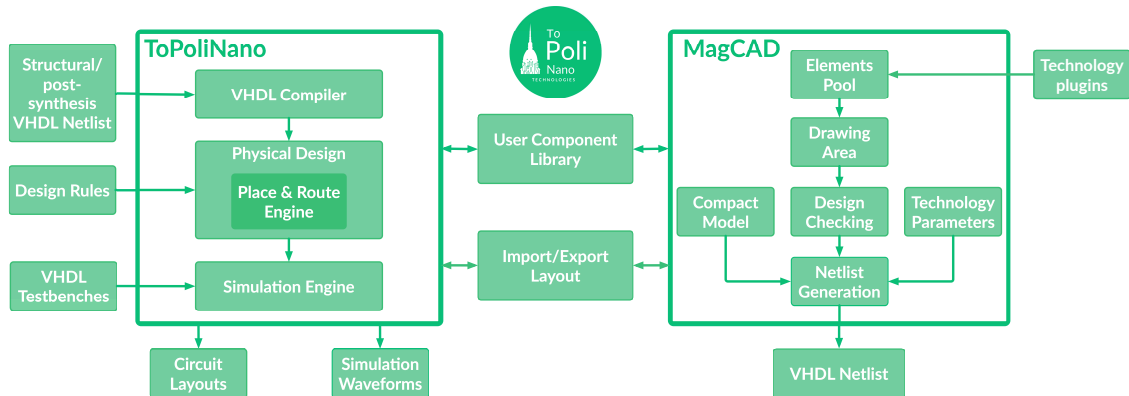 ToPoliNano
Structural/
post-
synthesis
VHDL Netlist
Design Rules
VHDL
Testbenches
VHDL Compiler
Physical Design
Place & Route
Engine
Simulation Engine
Circuit
Layouts
Simulation
Waveforms
To
Poli
Nano
TECHNOLOGIES
User Component
Library
Import/Export
Layout
MagCAD
Elements
Pool
Technology
plugins
Drawing
Area
Compact
Model
Design
Checking
Technology
Parameters
Netlist
Generation
VHDL Netlist